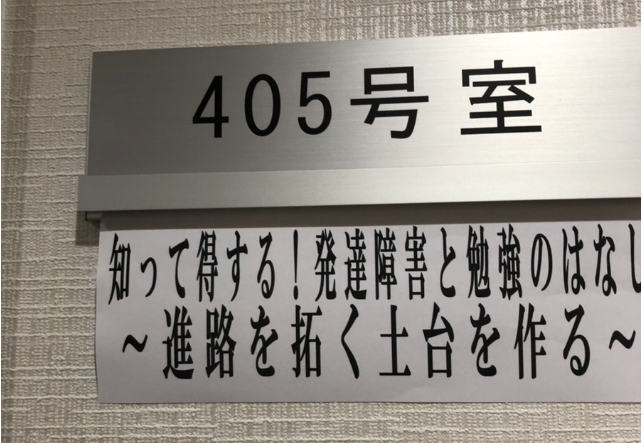 405号室
知って得する！発達障害と勉強のはなし
～進路を拓く土台を作る～